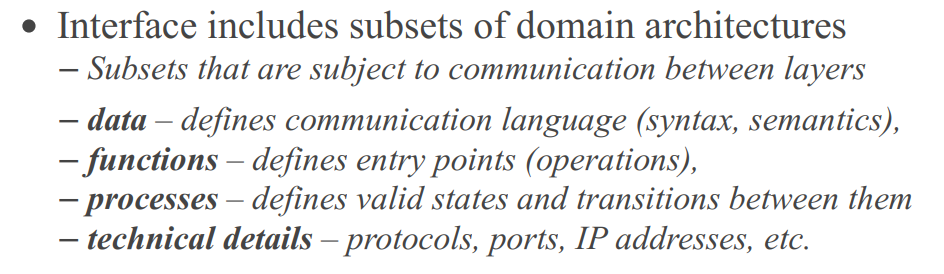 • Interface includes subsets of domain architectures
– Subsets that are subject to communication between layers
– data – defines communication language (syntax, semantics),
– functions – defines entry points (operations),
– processes – defines valid states and transitions between them
– technical details – protocols, ports, IP addresses, etc.